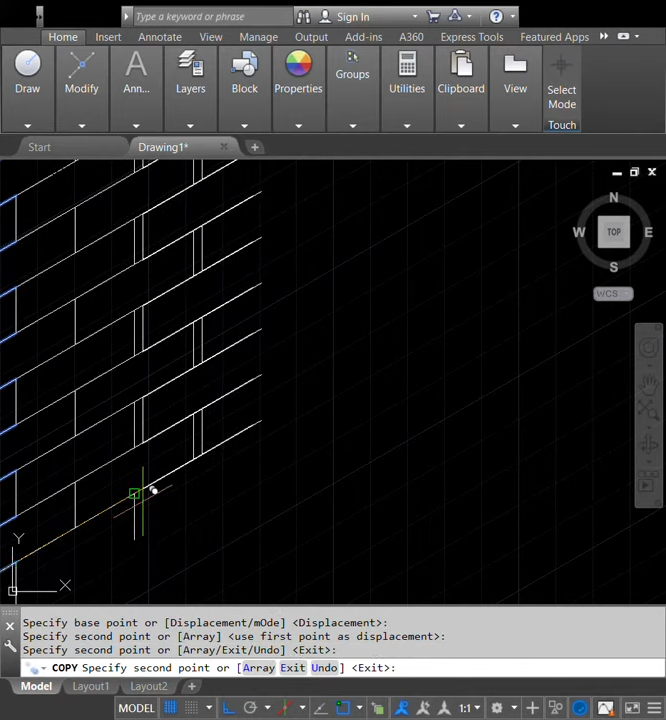 Type a keyword or phrase
Sign In
Home Insert Annotate View Manage Output Add-ins A360 Express Tools Featured Apps
Draw Modify Ann... Layers Block Properties Groups Utilities Clipboard View Select Mode
Touch
Start Drawing1*
N
W TOP E
S
WCS
Y
X
Specify base point or [Displacement/mOde] <Displacement>:
Specify second point or [Array] <use first point as displacement>:
Specify second point or [Array/Exit/Undo] <Exit>:
COPY Specify second point or [Array Exit Undo] <Exit>:
Model Layout1 Layout2
MODEL 1:1